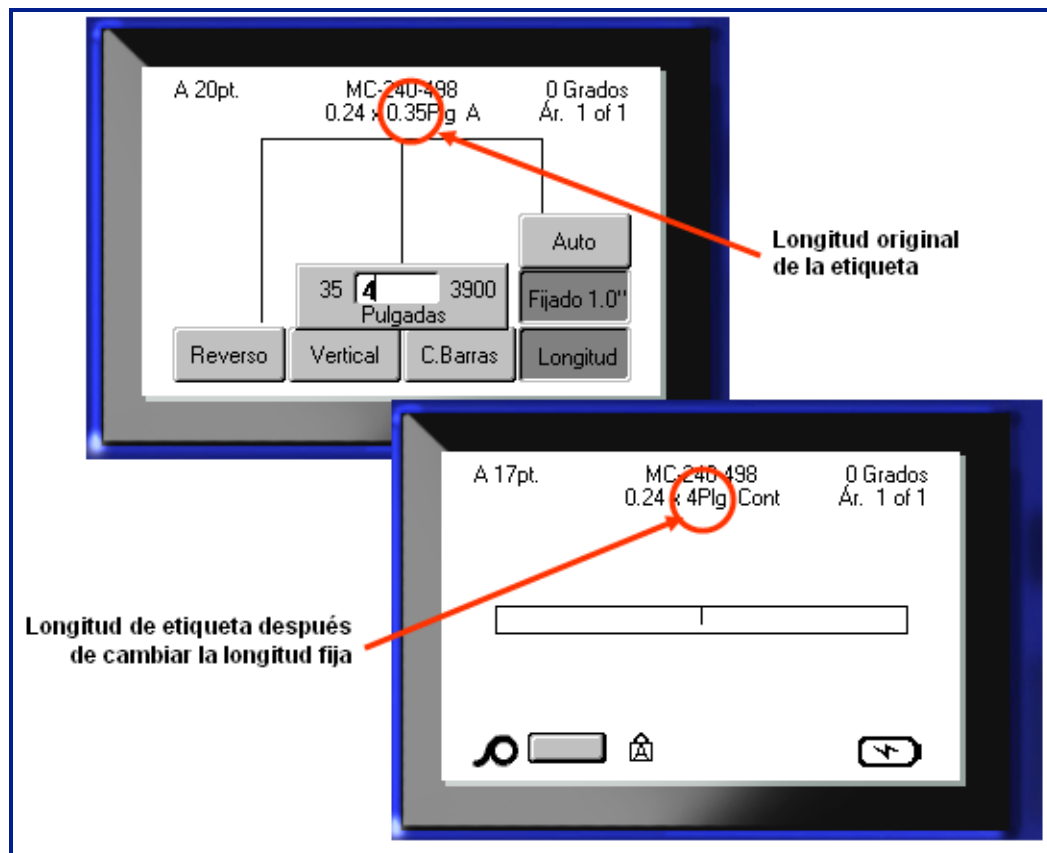 A 20pt.
MC-240-498
0 Grados
0.24 x 0.35Plg A
Ár. 1 of 1
Auto
35 4 3900
Pulgadas
Fijado 1.0"
Reverso
Vertical
C.Barras
Longitud
Longitud original
de la etiqueta
A 17pt.
MC-240-498
0 Grados
0.24 x 4Plg Cont
Ár. 1 of 1
Longitud de etiqueta después
de cambiar la longitud fija
A